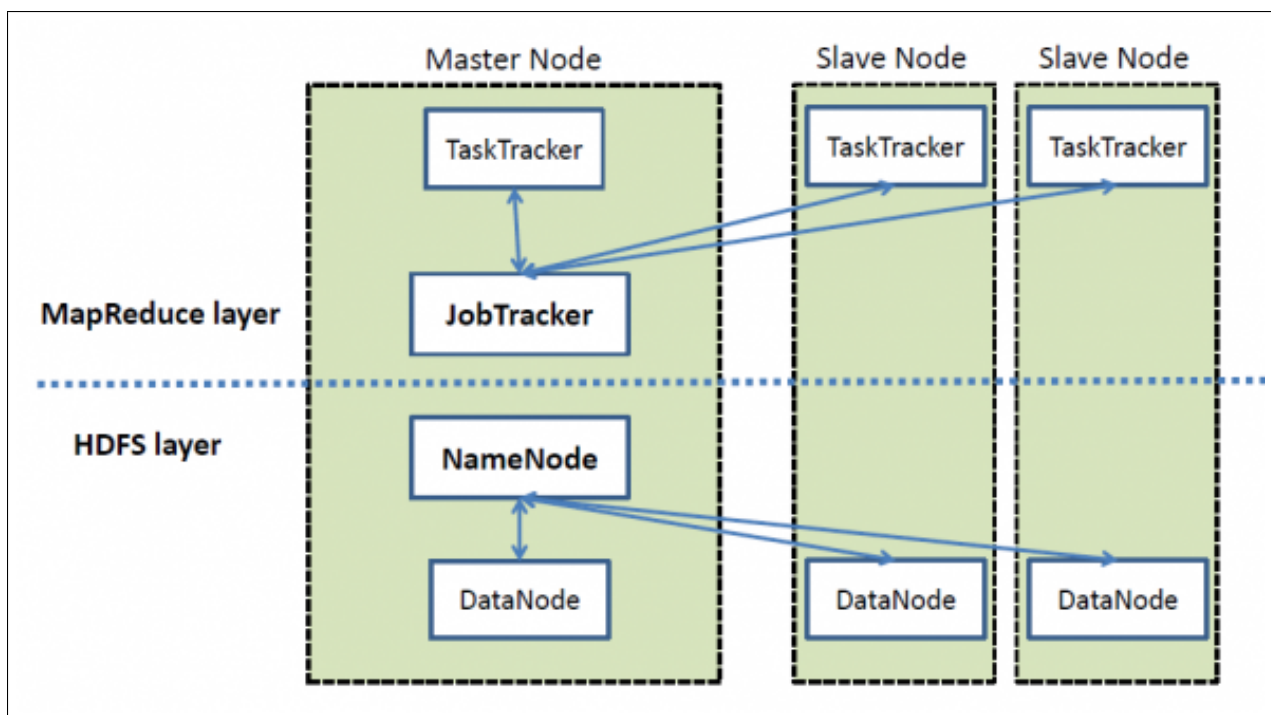 Master Node
Slave Node
Slave Node
TaskTracker
TaskTracker
TaskTracker
MapReduce layer
JobTracker
HDFS layer
NameNode
DataNode
DataNode
DataNode